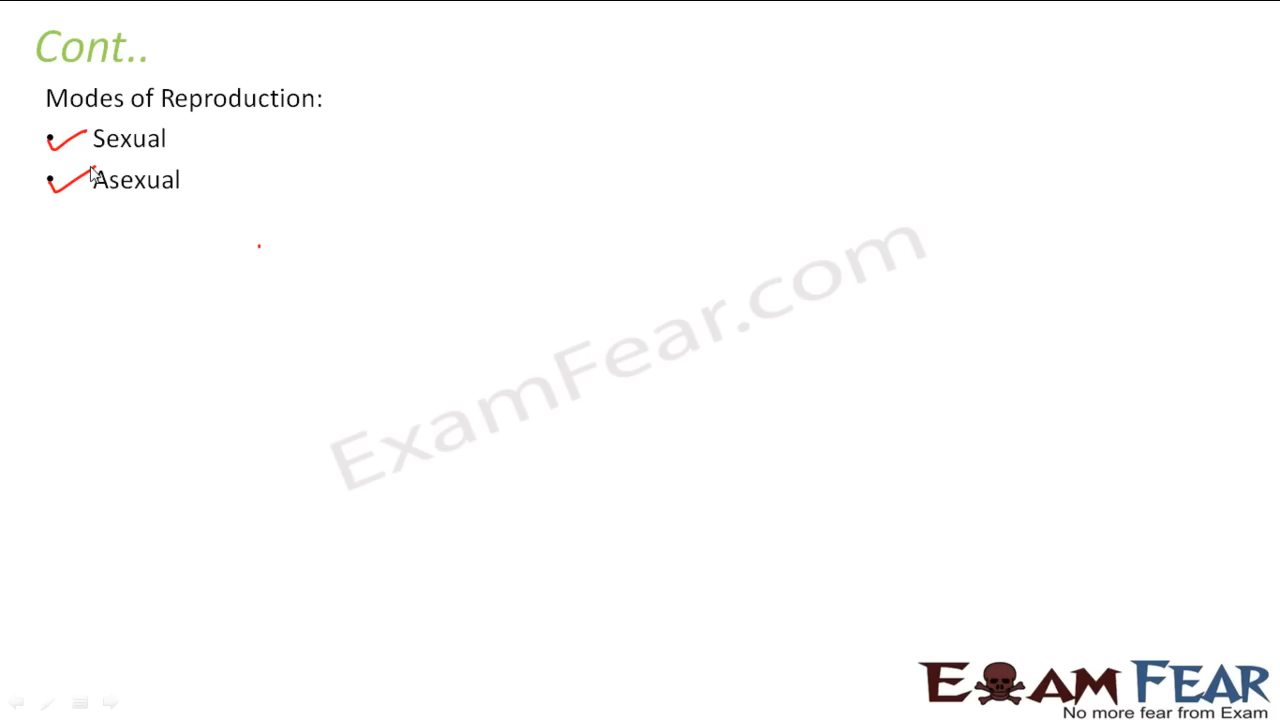 Cont..
Modes of Reproduction:
• Sexual
• Asexual
ExamFear.com
EXAM FEAR
No more fear from Exam